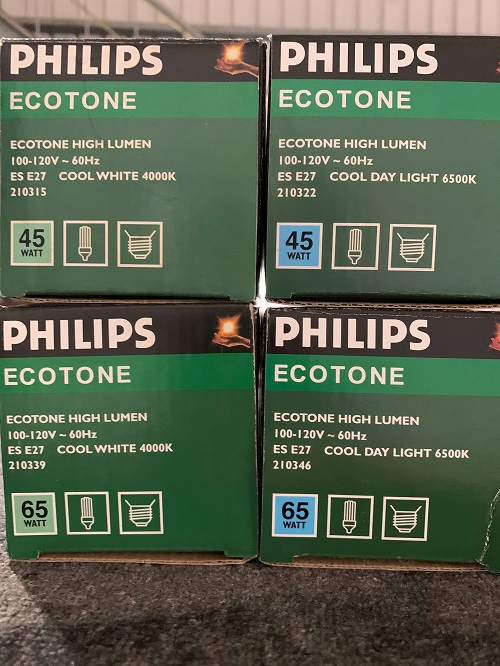 PHILIPS
ECOTONE
ECOTONE HIGH LUMEN
100-120V ~ 60Hz
ES E27 COOL WHITE 4000K
210315
45
WATT
PHILIPS
ECOTONE
ECOTONE HIGH LUMEN
100-120V ~ 60Hz
ES E27 COOL DAY LIGHT 6500K
210322
45
WATT
PHILIPS
ECOTONE
ECOTONE HIGH LUMEN
100-120V ~ 60Hz
ES E27 COOL WHITE 4000K
210339
65
WATT
PHILIPS
ECOTONE
ECOTONE HIGH LUMEN
100-120V ~ 60Hz
ES E27 COOL DAY LIGHT 6500K
210346
65
WATT